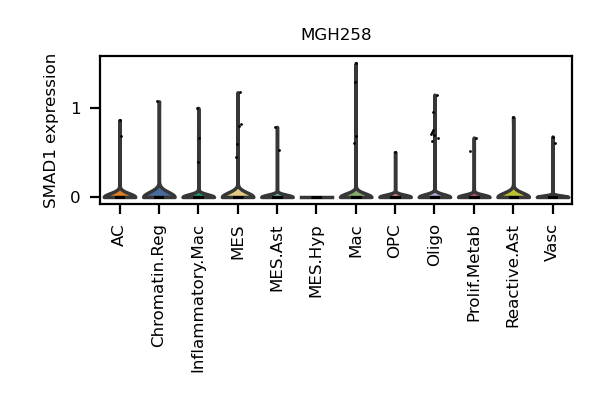 MGH258
SMAD1 expression
1
0
AC
Chromatin.Reg
Inflammatory.Mac
MES
MES.Ast
MES.Hyp
Mac
OPC
Oligo
Prolif.Metab
Reactive.Ast
Vasc